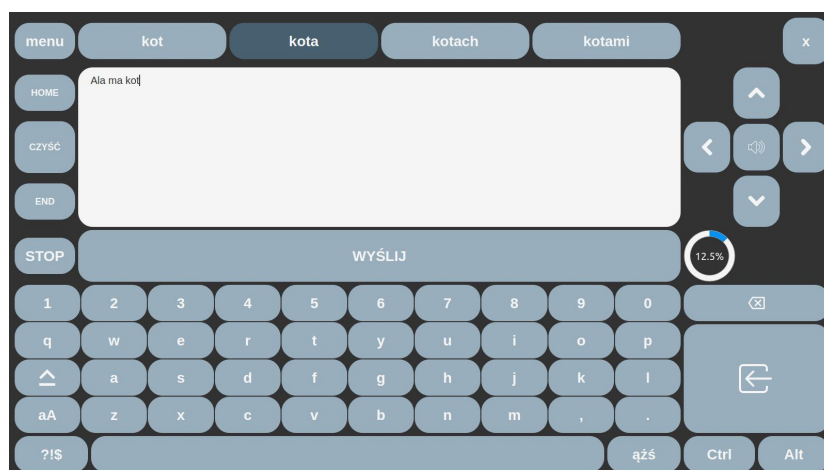 menu kot kota kotach kotami x
HOME Ala ma kot
CZYŚĆ
END
STOP WYŚLIJ 12.5%
1 2 3 4 5 6 7 8 9 0
q w e r t y u i o p
a s d f g h j k l
aA z x c v b n m , .
?!$ ąźś Ctrl Alt